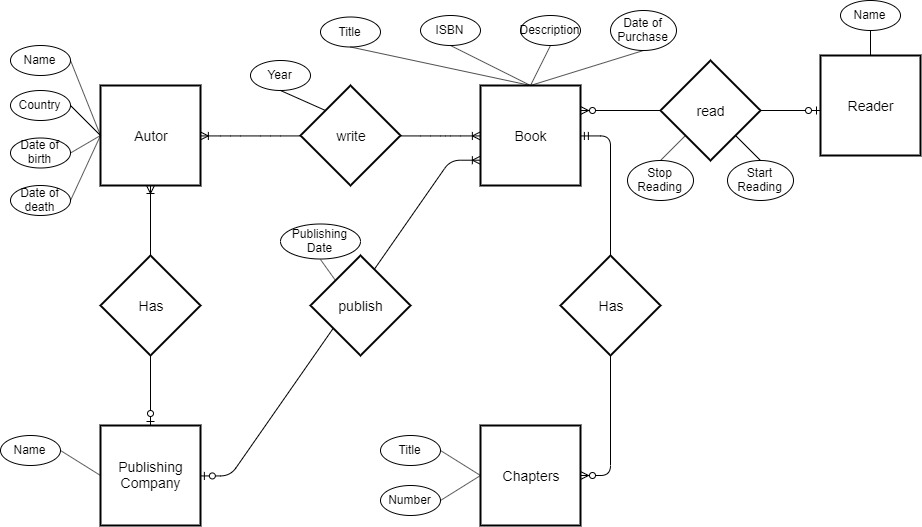 Name
Title
ISBN
Description
Date of
Purchase
Name
Country
Date of
birth
Date of
death
Autor
Year
write
Book
read
Reader
Stop
Reading
Start
Reading
Publishing
Date
Has
publish
Has
Name
Publishing
Company
Title
Number
Chapters